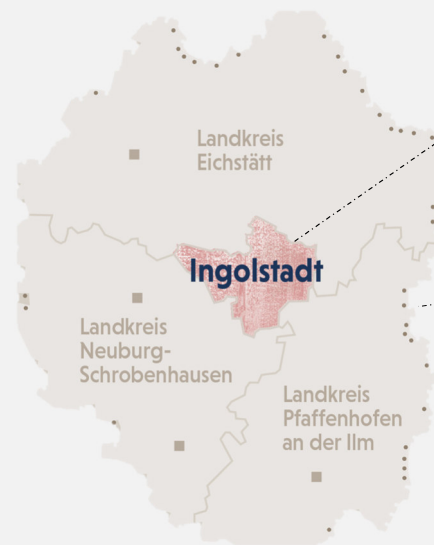 Landkreis
Eichstätt
Ingolstadt
Landkreis
Neuburg-
Schrobenhausen
Landkreis
Pfaffenhofen
an der Ilm